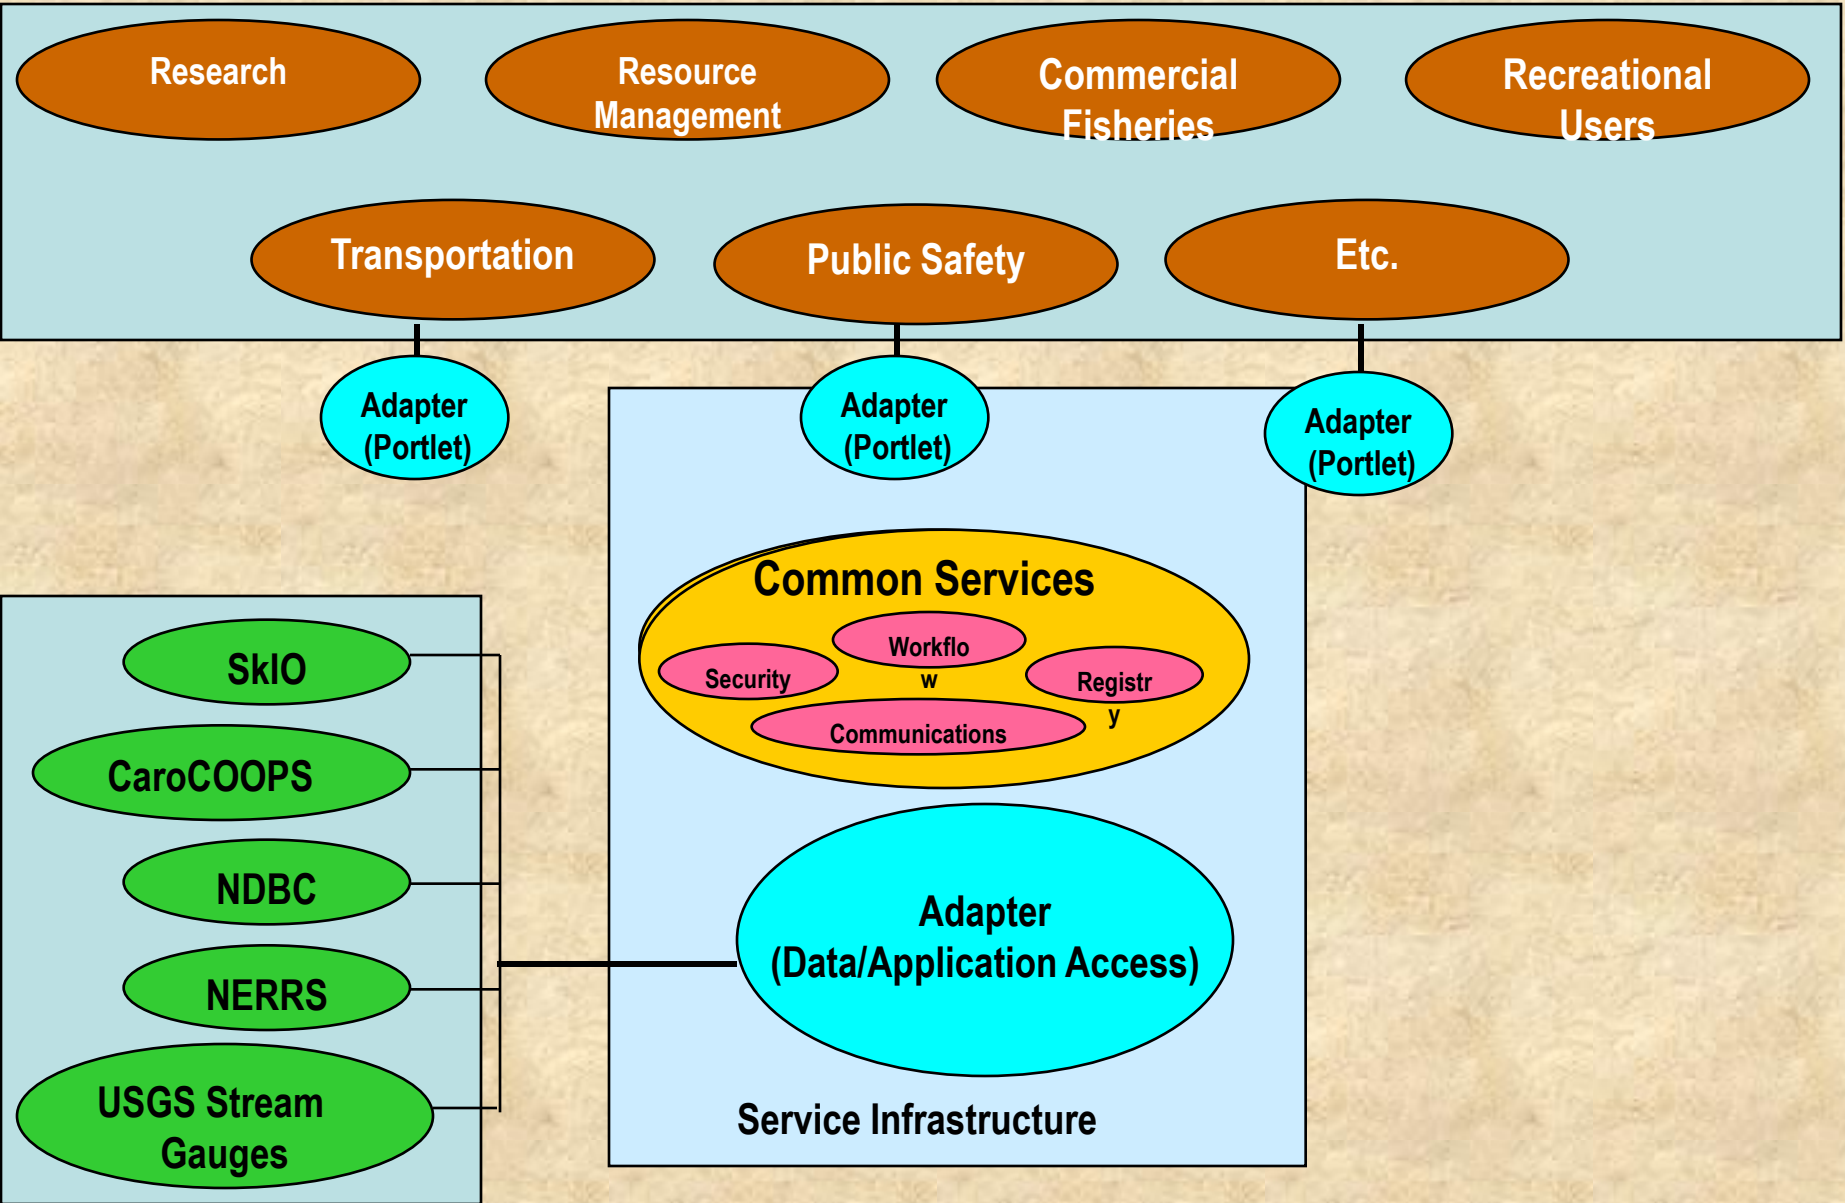 Research
Resource
Management
Commercial
Fisheries
Recreational
Users
Transportation
Public Safety
Etc.
Adapter
(Portlet)
Adapter
(Portlet)
Adapter
(Portlet)
Common Services
Workflo
w
Security
Registr
y
Communications
SkIO
CaroCOOPS
NDBC
NERRS
USGS Stream
Gauges
Adapter
(Data/Application Access)
Service Infrastructure